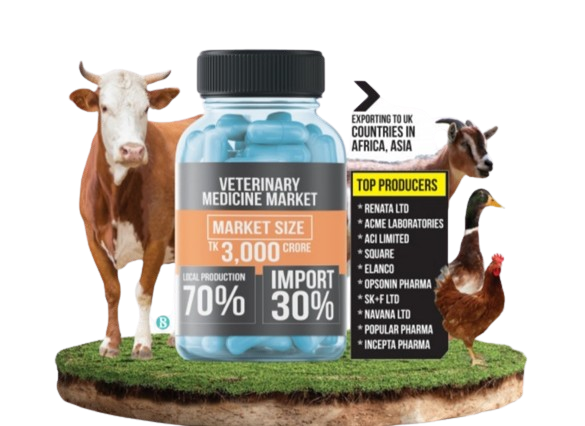 EXPORTING TO UK
COUNTRIES IN
AFRICA, ASIA
VETERINARY
MEDICINE MARKET
MARKET SIZE
TK 3,000 CRORE
LOCAL PRODUCTION
70%
IMPORT
30%
TOP PRODUCERS
* RENATA LTD
* ACME LABORATORIES
* ACI LIMITED
* SQUARE
* ELANCO
* OPSONIN PHARMA
* SK+F LTD
* NAVANA LTD
* POPULAR PHARMA
* INCEPTA PHARMA
B